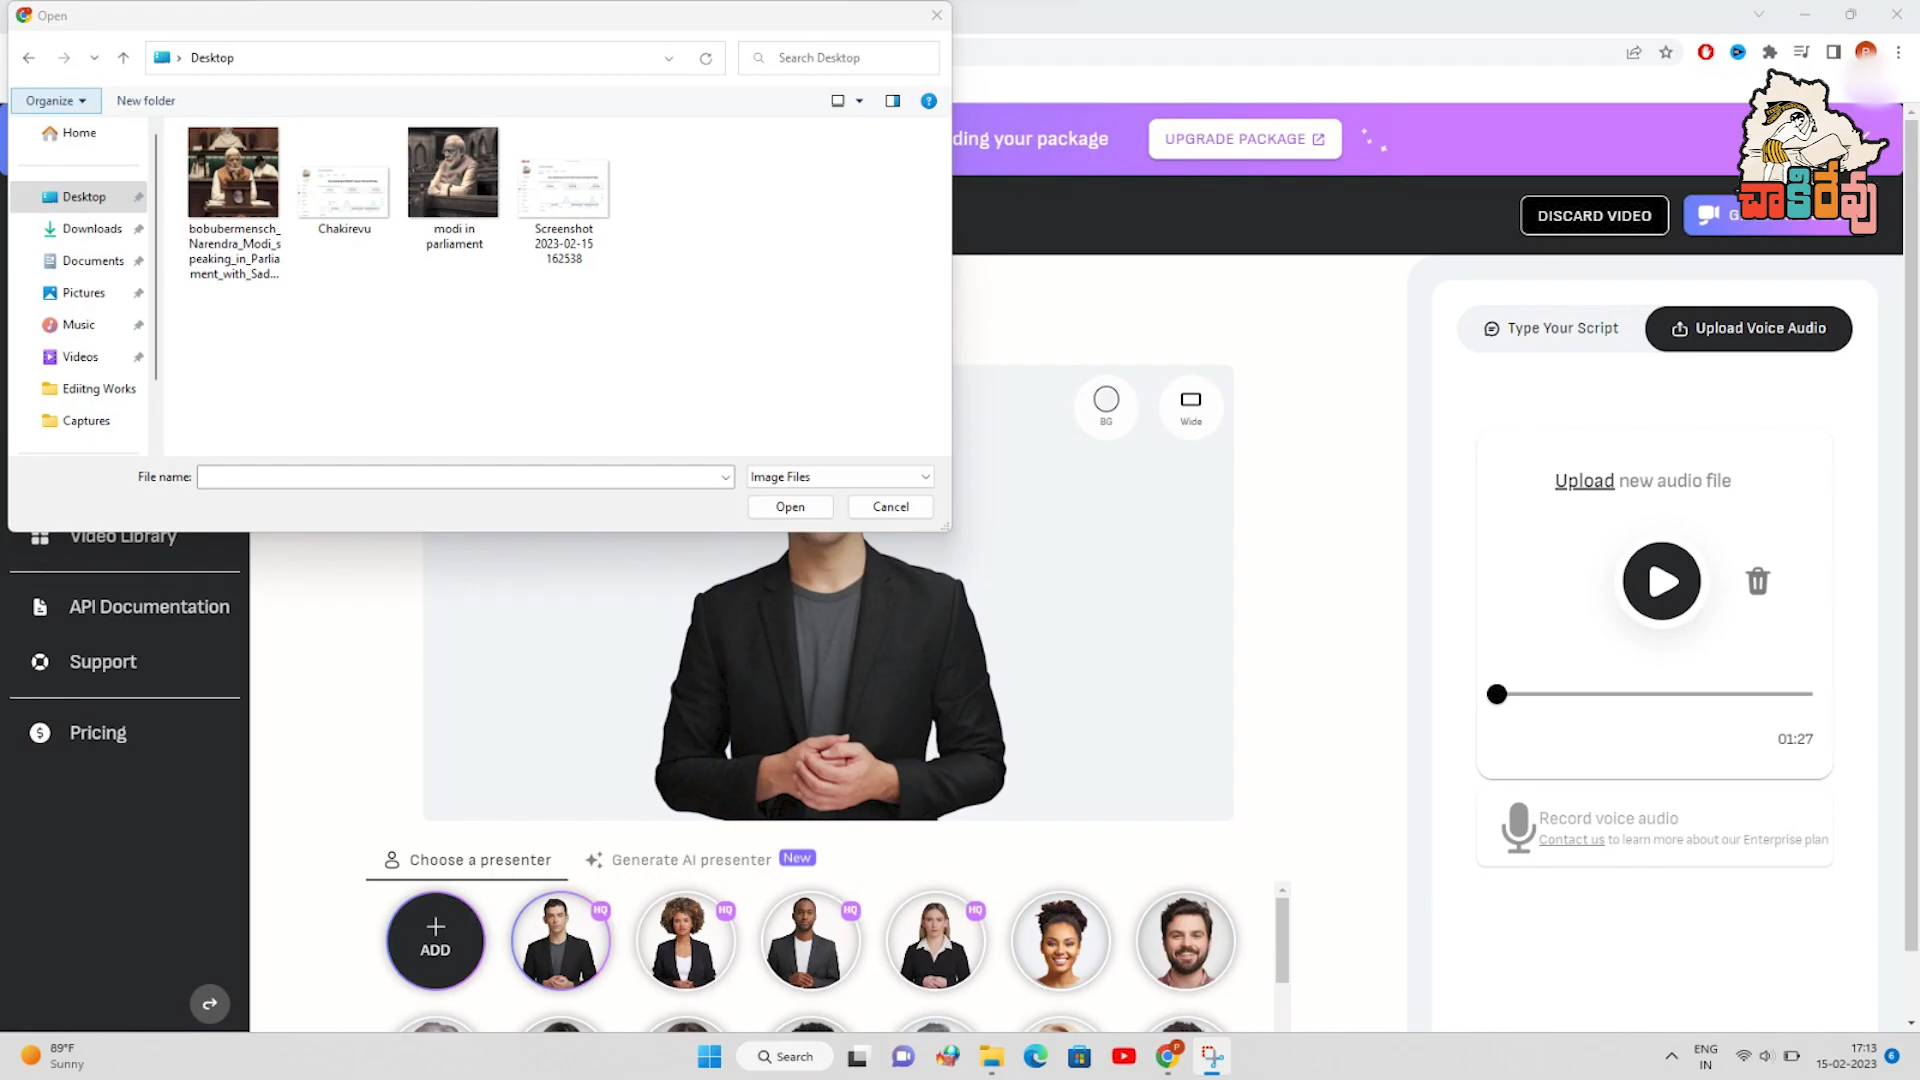 Open
Desktop
Search Desktop
Organize
New folder
Home
Desktop
Downloads
Documents
Pictures
Music
Videos
Ediitng Works
Captures
bobubermensch_
Narendra_Modi_s
peaking_in_Parlia
ment_with_Sad...
Chakirevu
modi in
parliament
Screenshot
2023-02-15
162538
File name:
Image Files
Open
Cancel
ding your package
UPGRADE PACKAGE
చాకిరేవు
DISCARD VIDEO
G
Type Your Script
Upload Voice Audio
BG
Wide
Upload new audio file
01:27
Record voice audio
Contact us to learn more about our Enterprise plan
Video Library
API Documentation
Support
Pricing
Choose a presenter
Generate AI presenter
New
ADD
HQ
HQ
HQ
HQ
89°F
Sunny
Search
P
ENG
IN
17:13
15-02-2023
6